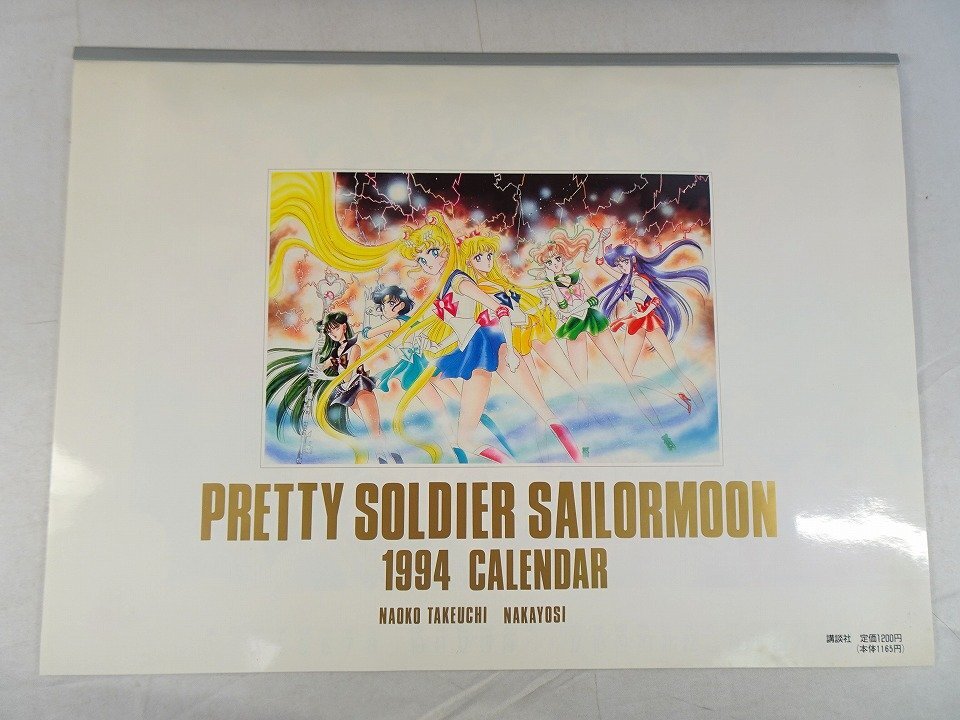 PRETTY SOLDIER SAILORMOON
1994 CALENDAR
NAOKO TAKEUCHI NAKAYOSI
講談社 定価1200円
(本体1165円)